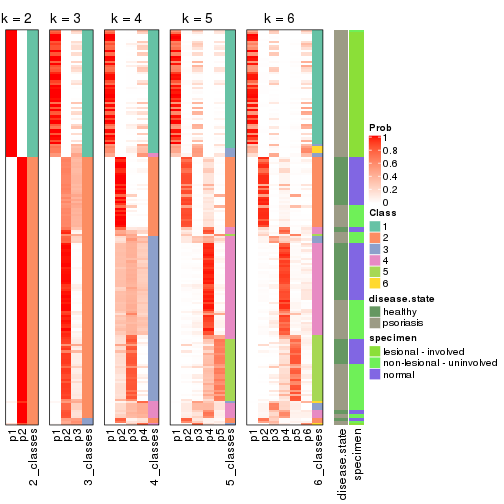 k = 2
k = 3
k = 4
k = 5
k = 6
Prob
1
0.8
0.6
0.4
0.2
0
Class
1
2
3
4
5
6
disease.state
healthy
psoriasis
specimen
lesional - involved
non-lesional - uninvolved
normal
p1
p2
2_classes
p1
p2
p3
3_classes
p1
p2
p3
p4
4_classes
p1
p2
p3
p4
p5
5_classes
p1
p2
p3
p4
p5
p6
6_classes
disease.state
specimen